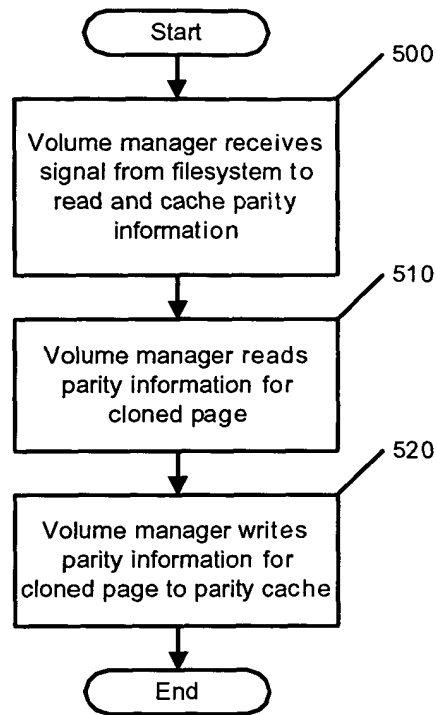 Start
500
Volume manager receives
signal from filesystem to
read and cache parity
information
510
Volume manager reads
parity information for
cloned page
520
Volume manager writes
parity information for
cloned page to parity cache
End